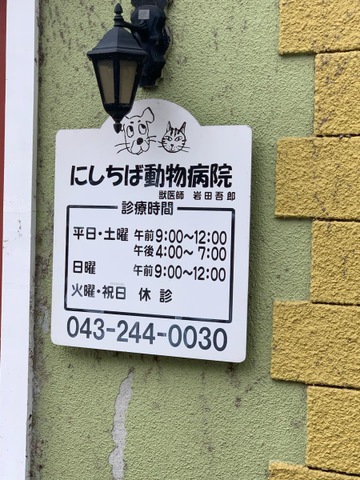 にしちば動物病院
獣医師 岩田吾郎
診療時間
平日・土曜 午前9:00〜12:00
午後4:00〜 7:00
日曜 午前9:00〜12:00
火曜・祝日 休診
043-244-0030